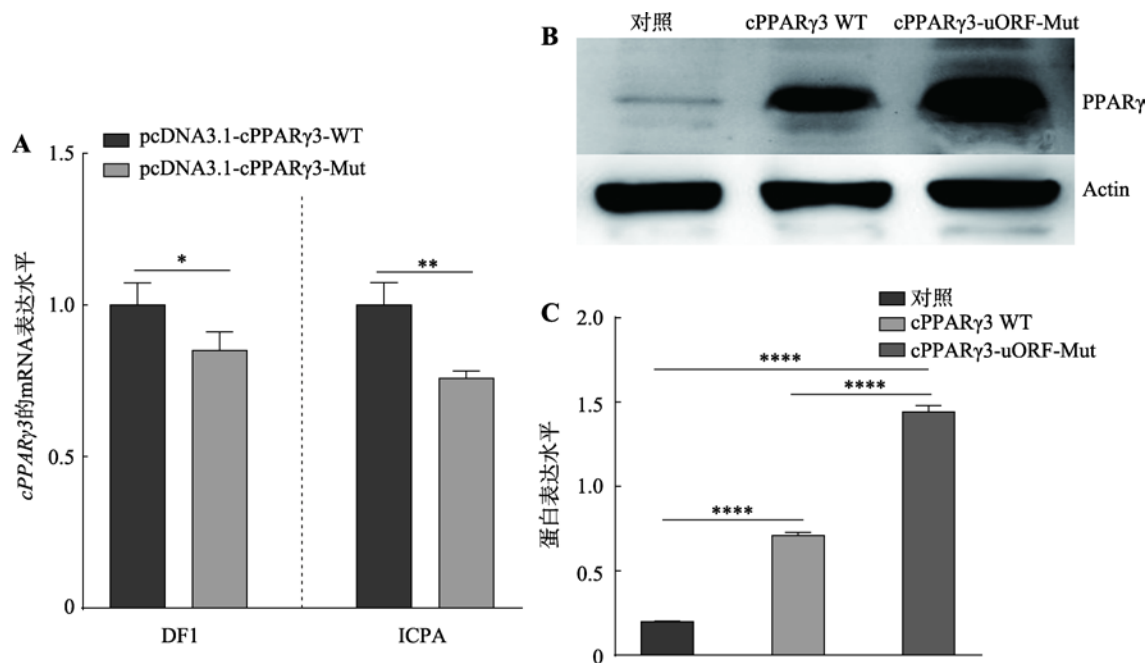 A
pcDNA3.1-cPPARγ3-WT
pcDNA3.1-cPPARγ3-Mut
cPPARγ3的mRNA表达水平
1.5
1.0
0.5
0
*
**
DF1
ICPA
B
对照
cPPARγ3 WT
cPPARγ3-uORF-Mut
PPARγ
Actin
C
对照
cPPARγ3 WT
cPPARγ3-uORF-Mut
蛋白表达水平
2.0
1.5
1.0
0.5
0
****
****
****